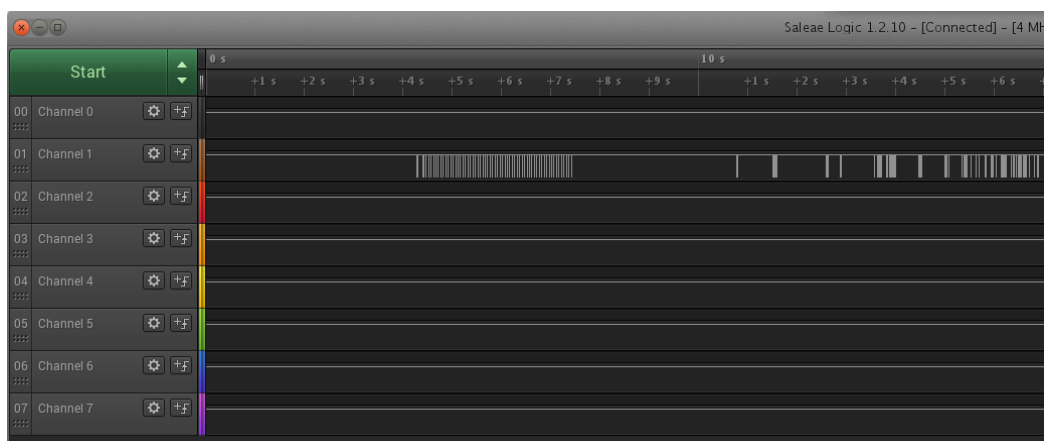 Saleae Logic 1.2.10 - [Connected] - [4 MH
Start
0 s
10 s
+1 s +2 s +3 s +4 s +5 s +6 s +7 s +8 s +9 s +1 s +2 s +3 s +4 s +5 s +6 s +
00 Channel 0
01 Channel 1
02 Channel 2
03 Channel 3
04 Channel 4
05 Channel 5
06 Channel 6
07 Channel 7